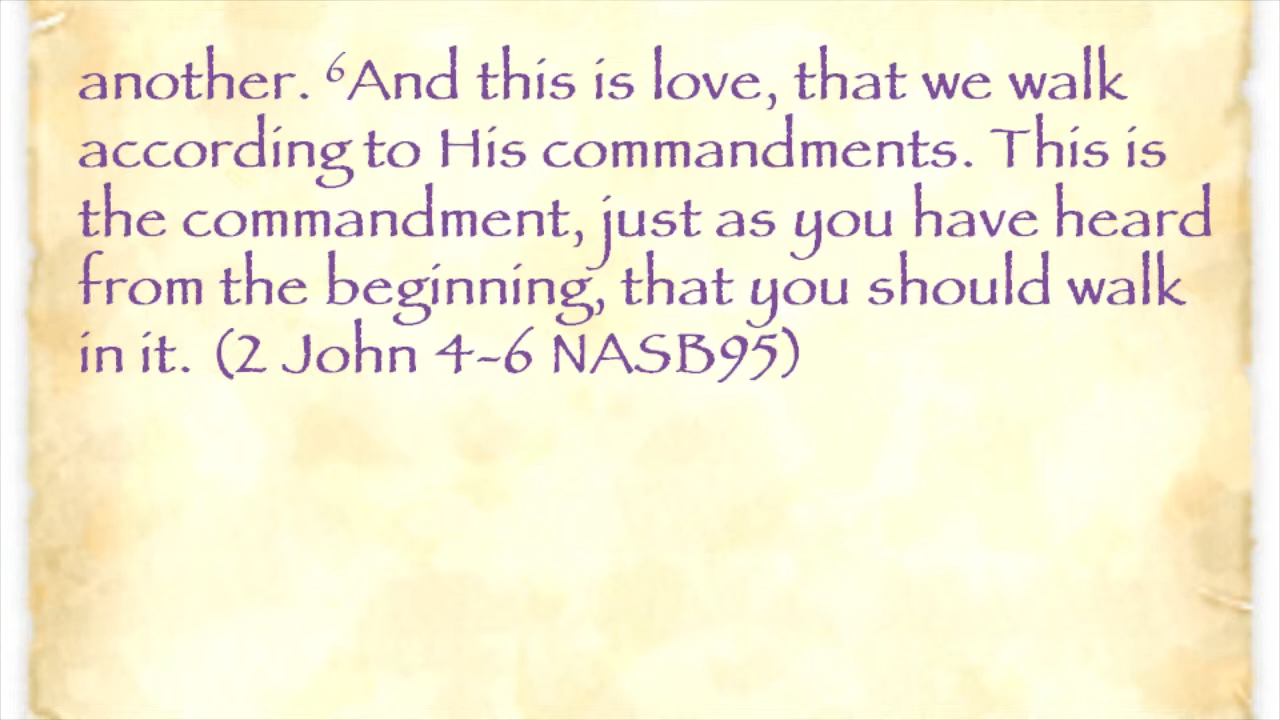 another. ⁶And this is love, that we walk
according to His commandments. This is
the commandment, just as you have heard
from the beginning, that you should walk
in it. (2 John 4-6 NASB95)